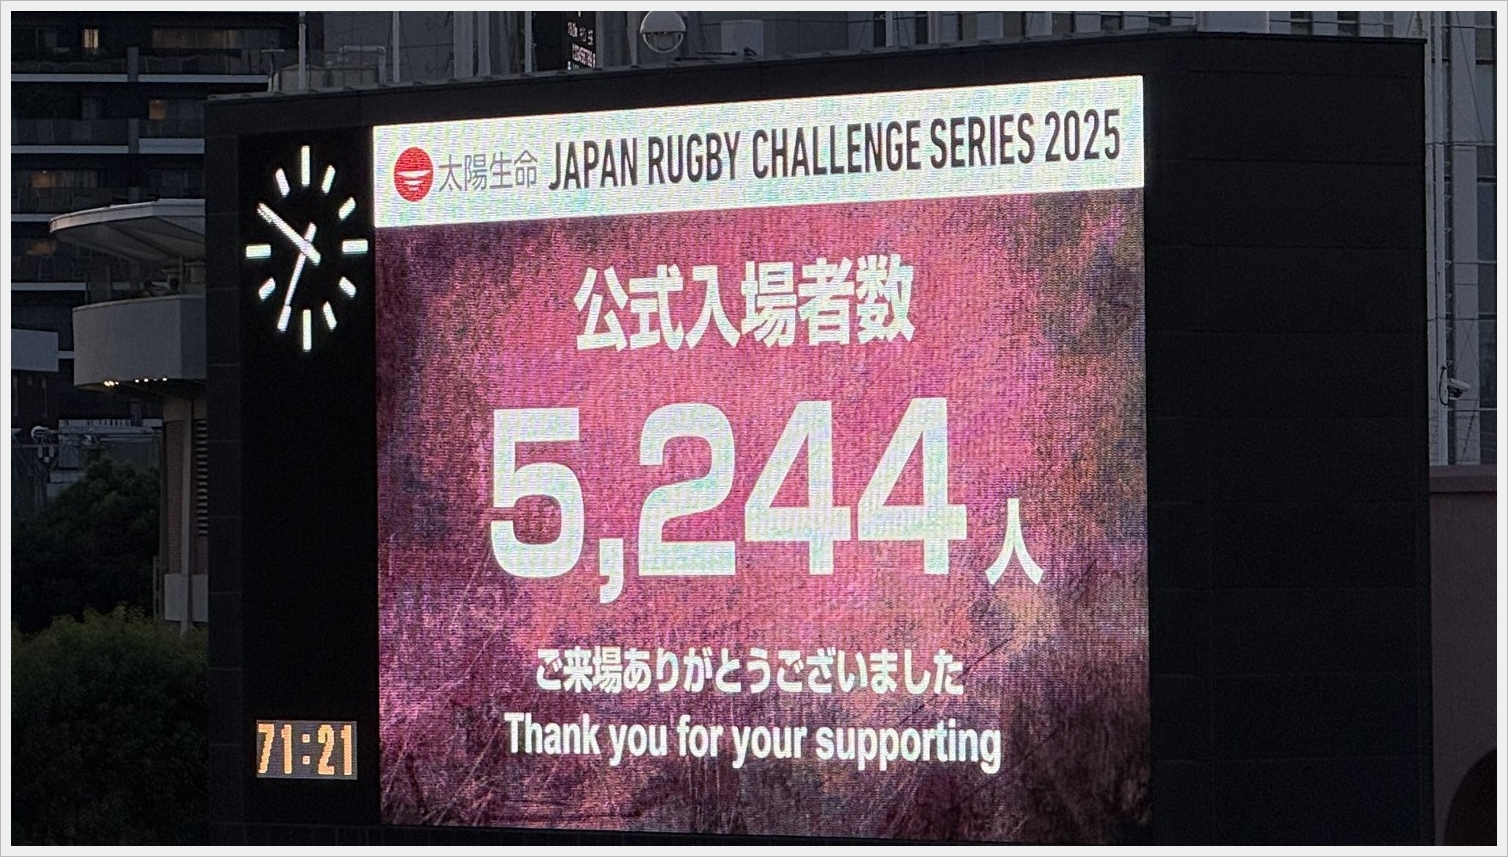 太陽生命 JAPAN RUGBY CHALLENGE SERIES 2025
公式入場者数
5,244人
ご来場ありがとうございました
Thank you for your supporting
71:21